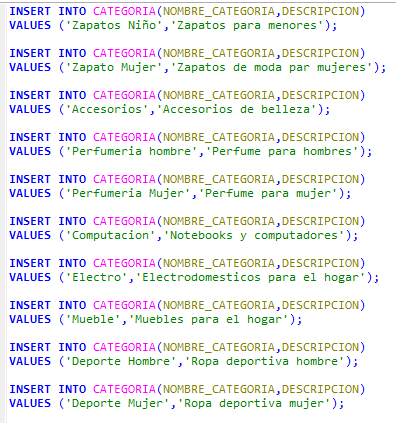 INSERT INTO CATEGORIA(NOMBRE_CATEGORIA,DESCRIPCION)
VALUES ('Zapatos Niño','Zapatos para menores');
INSERT INTO CATEGORIA(NOMBRE_CATEGORIA,DESCRIPCION)
VALUES ('Zapato Mujer','Zapatos de moda par mujeres');
INSERT INTO CATEGORIA(NOMBRE_CATEGORIA,DESCRIPCION)
VALUES ('Accesorios','Accesorios de belleza');
INSERT INTO CATEGORIA(NOMBRE_CATEGORIA,DESCRIPCION)
VALUES ('Perfumeria hombre','Perfume para hombres');
INSERT INTO CATEGORIA(NOMBRE_CATEGORIA,DESCRIPCION)
VALUES ('Perfumeria Mujer','Perfume para mujer');
INSERT INTO CATEGORIA(NOMBRE_CATEGORIA,DESCRIPCION)
VALUES ('Computacion','Notebooks y computadores');
INSERT INTO CATEGORIA(NOMBRE_CATEGORIA,DESCRIPCION)
VALUES ('Electro','Electrodomesticos para el hogar');
INSERT INTO CATEGORIA(NOMBRE_CATEGORIA,DESCRIPCION)
VALUES ('Mueble','Muebles para el hogar');
INSERT INTO CATEGORIA(NOMBRE_CATEGORIA,DESCRIPCION)
VALUES ('Deporte Hombre','Ropa deportiva hombre');
INSERT INTO CATEGORIA(NOMBRE_CATEGORIA,DESCRIPCION)
VALUES ('Deporte Mujer','Ropa deportiva mujer');